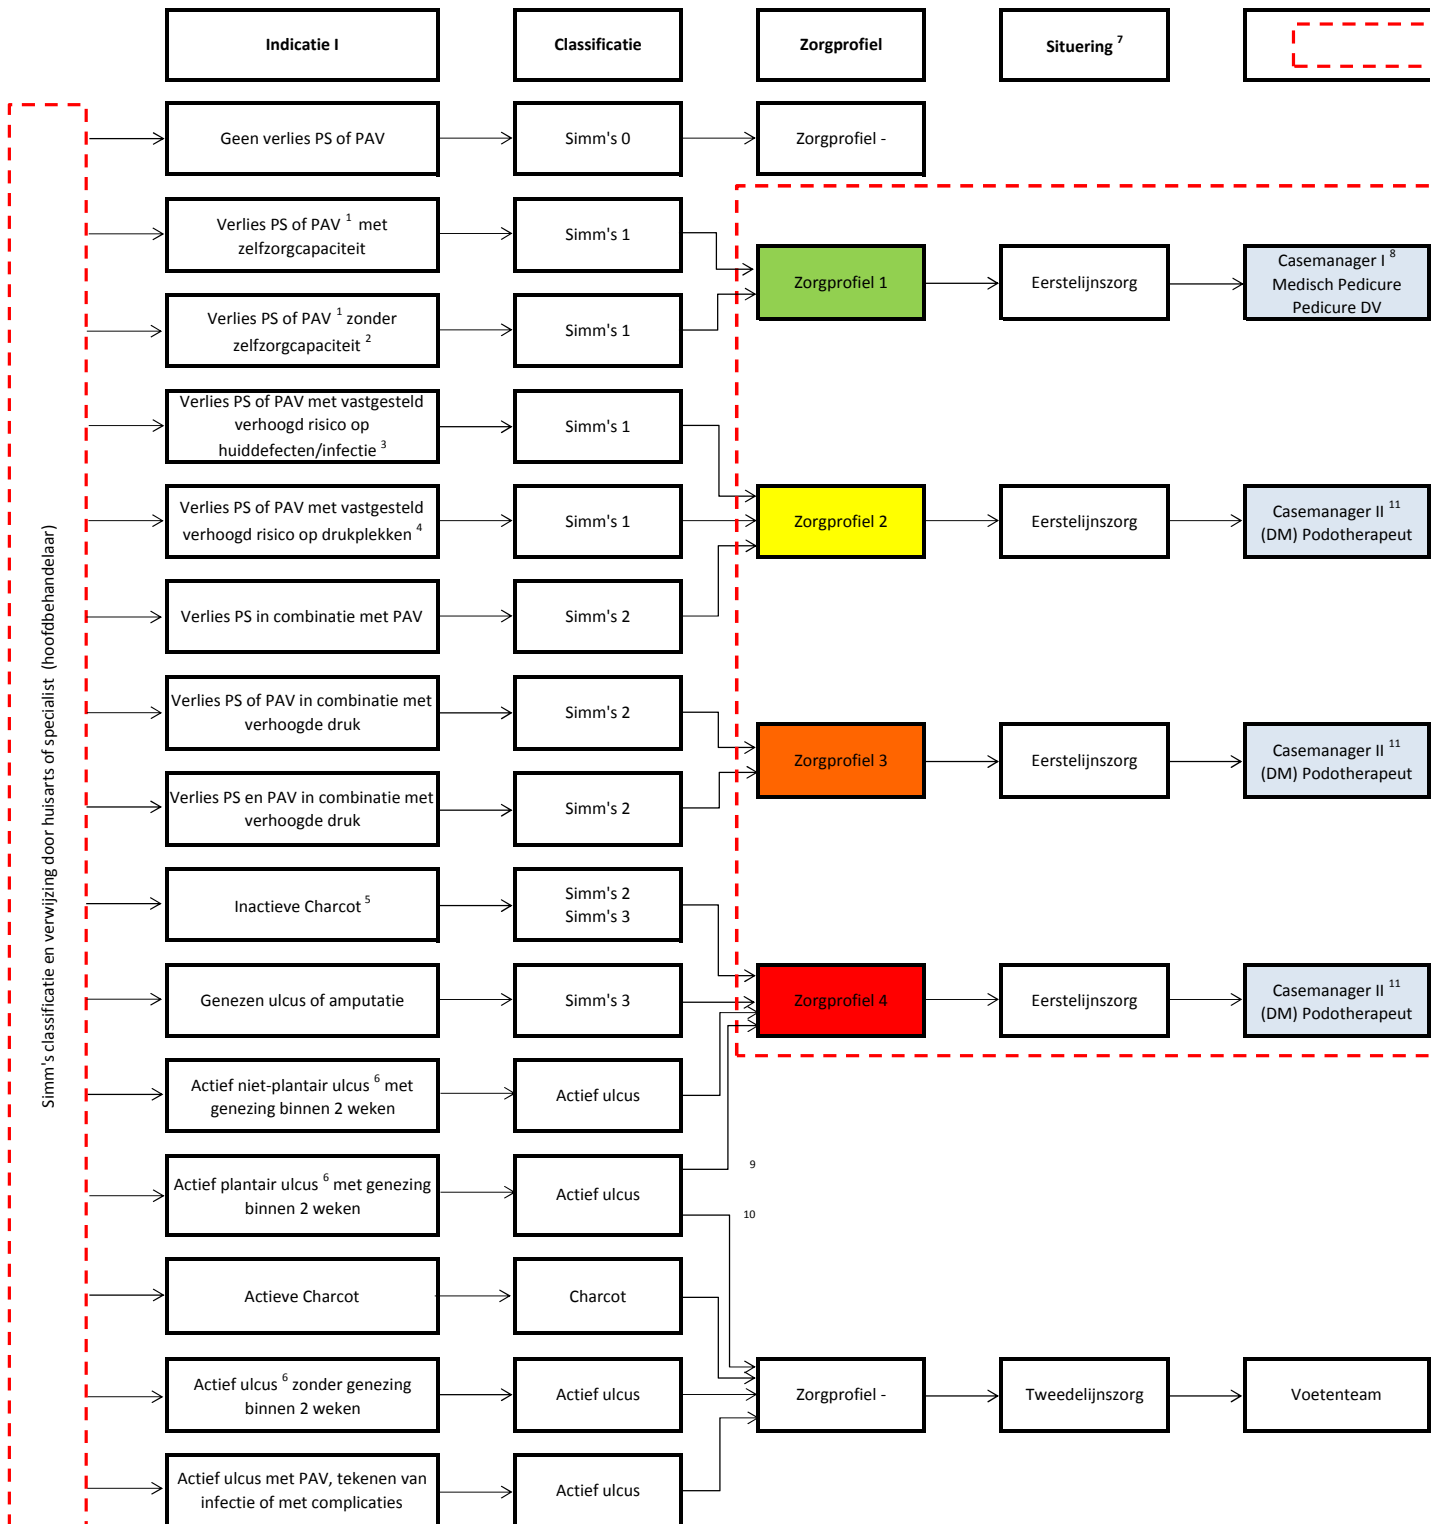 Indicatie I
Classificatie
Zorgprofiel
Situering 7
Simm's classificatie en verwijzing door huisarts of specialist (hoofdbehandelaar)
Geen verlies PS of PAV
Simm's 0
Zorgprofiel -
Verlies PS of PAV 1 met
zelfzorgcapaciteit
Simm's 1
Verlies PS of PAV 1 zonder
zelfzorgcapaciteit 2
Simm's 1
Zorgprofiel 1
Eerstelijnszorg
Casemanager I 8
Medisch Pedicure
Pedicure DV
Verlies PS of PAV met vastgesteld
verhoogd risico op
huiddefecten/infectie 3
Simm's 1
Verlies PS of PAV met vastgesteld
verhoogd risico op drukplekken 4
Simm's 1
Zorgprofiel 2
Eerstelijnszorg
Casemanager II 11
(DM) Podotherapeut
Verlies PS in combinatie met PAV
Simm's 2
Verlies PS of PAV in combinatie met
verhoogde druk
Simm's 2
Zorgprofiel 3
Eerstelijnszorg
Casemanager II 11
(DM) Podotherapeut
Verlies PS en PAV in combinatie met
verhoogde druk
Simm's 2
Inactieve Charcot 5
Simm's 2
Simm's 3
Genezen ulcus of amputatie
Simm's 3
Zorgprofiel 4
Eerstelijnszorg
Casemanager II 11
(DM) Podotherapeut
Actief niet-plantair ulcus 6 met
genezing binnen 2 weken
Actief ulcus
Actief plantair ulcus 6 met genezing
binnen 2 weken
Actief ulcus
9
10
Actieve Charcot
Charcot
Actief ulcus 6 zonder genezing
binnen 2 weken
Actief ulcus
Zorgprofiel -
Tweedelijnszorg
Voetenteam
Actief ulcus met PAV, tekenen van
infectie of met complicaties
Actief ulcus